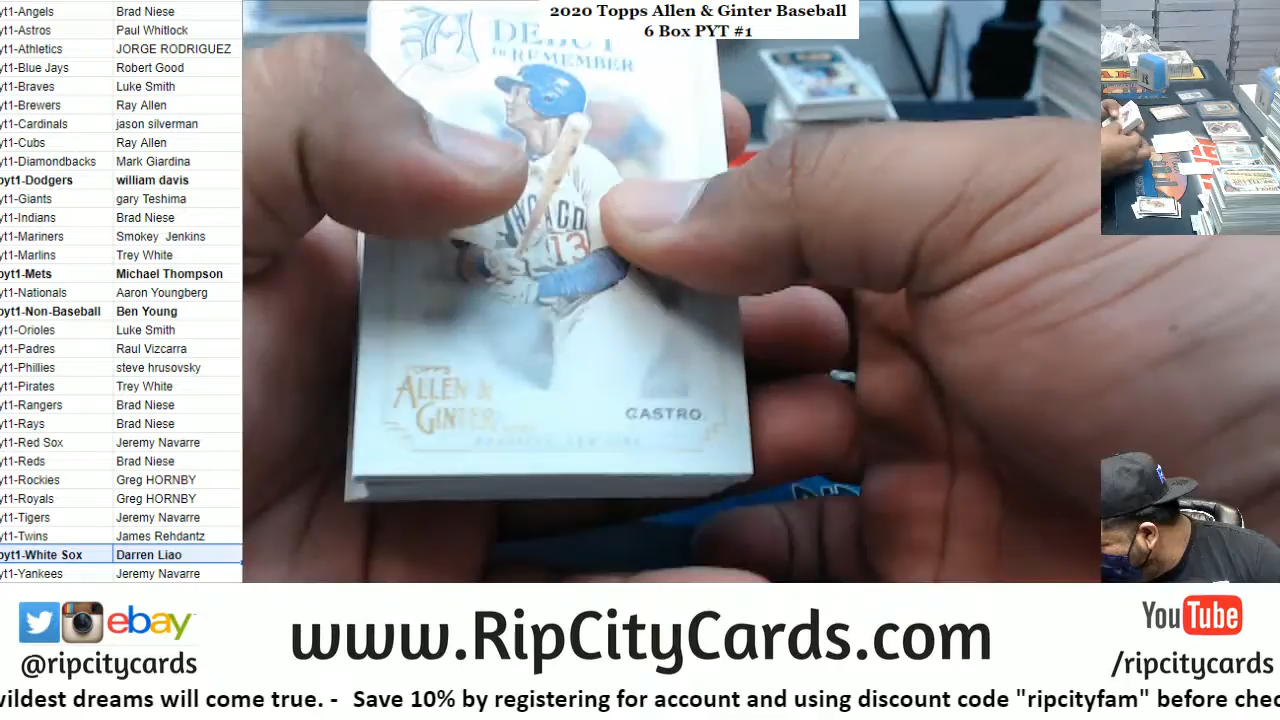 2020 Topps Allen & Ginter Baseball
6 Box PYT #1
yt1-Angels Brad Niese
yt1-Astros Paul Whitlock
yt1-Athletics JORGE RODRIGUEZ
yt1-Blue Jays Robert Good
yt1-Braves Luke Smith
yt1-Brewers Ray Allen
yt1-Cardinals jason silverman
yt1-Cubs Ray Allen
yt1-Diamondbacks Mark Giardina
pyt1-Dodgers william davis
yt1-Giants gary Teshima
yt1-Indians Brad Niese
yt1-Mariners Smokey Jenkins
yt1-Marlins Trey White
pyt1-Mets Michael Thompson
yt1-Nationals Aaron Youngberg
pyt1-Non-Baseball Ben Young
yt1-Orioles Luke Smith
yt1-Padres Raul Vizcarra
yt1-Phillies steve hrusovsky
yt1-Pirates Trey White
yt1-Rangers Brad Niese
yt1-Rays Brad Niese
yt1-Red Sox Jeremy Navarre
yt1-Reds Brad Niese
yt1-Rockies Greg HORNBY
yt1-Royals Greg HORNBY
yt1-Tigers Jeremy Navarre
yt1-Twins James Rehdantz
pyt1-White Sox Darren Liao
yt1-Yankees Jeremy Navarre
DEBUT
TO REMEMBER
13
TOPPS
ALLEN &
GINTER
CASTRO
ebay
@ripcitycards
www.RipCityCards.com
YouTube
/ripcitycards
wildest dreams will come true. - Save 10% by registering for account and using discount code "ripcityfam" before chec